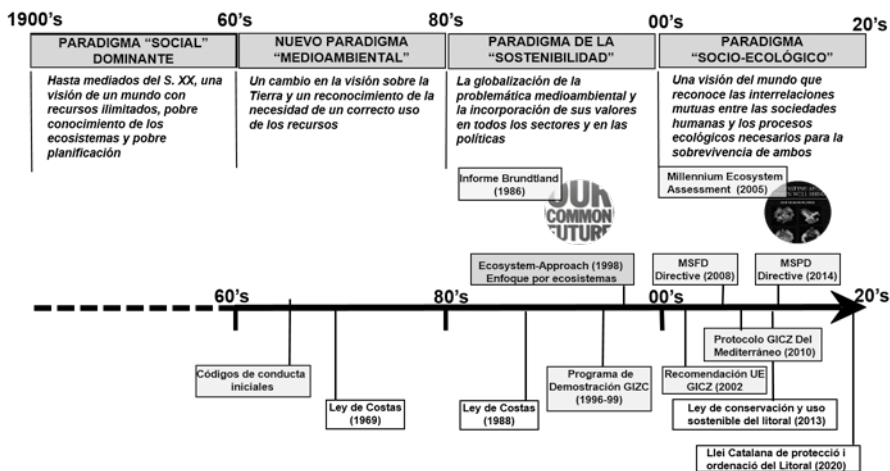 1900's
60's
80's
00's
20's
PARADIGMA "SOCIAL"
DOMINANTE
NUEVO PARADIGMA
"MEDIOAMBIENTAL"
PARADIGMA DE LA
"SOSTENIBILIDAD"
PARADIGMA
"SOCIO-ECOLÓGICO"
Hasta mediados del S. XX, una
visión de un mundo con
recursos ilimitados, pobre
conocimiento de los
ecosistemas y pobre
planificación
Un cambio en la visión sobre la
Tierra y un reconocimiento de la
necesidad de un correcto uso
de los recursos
La globalización de la
problemática medioambiental y
la incorporación de sus valores
en todos los sectores y en las
políticas
Una visión del mundo que
reconoce las interrelaciones
mutuas entre las sociedades
humanas y los procesos
ecológicos necesarios para la
sobrevivencia de ambos
Informe Brundtland
(1986)
OUR
COMMON
FUTURE
Millennium Ecosystem
Assessment (2005)
Ecosystem-Approach (1998)
Enfoque por ecosistemas
MSFD
Directive (2008)
MSPD
Directive (2014)
60's
80's
00's
20's
Códigos de conducta
iniciales
Ley de Costas
(1969)
Ley de Costas
(1988)
Programa de
Demostración GIZC
(1996-99)
Recomendación UE
GICZ (2002
Protocolo GICZ Del
Mediterráneo (2010)
Ley de conservación y uso
sostenible del litoral (2013)
Llei Catalana de protecció i
ordenació del Litoral (2020)